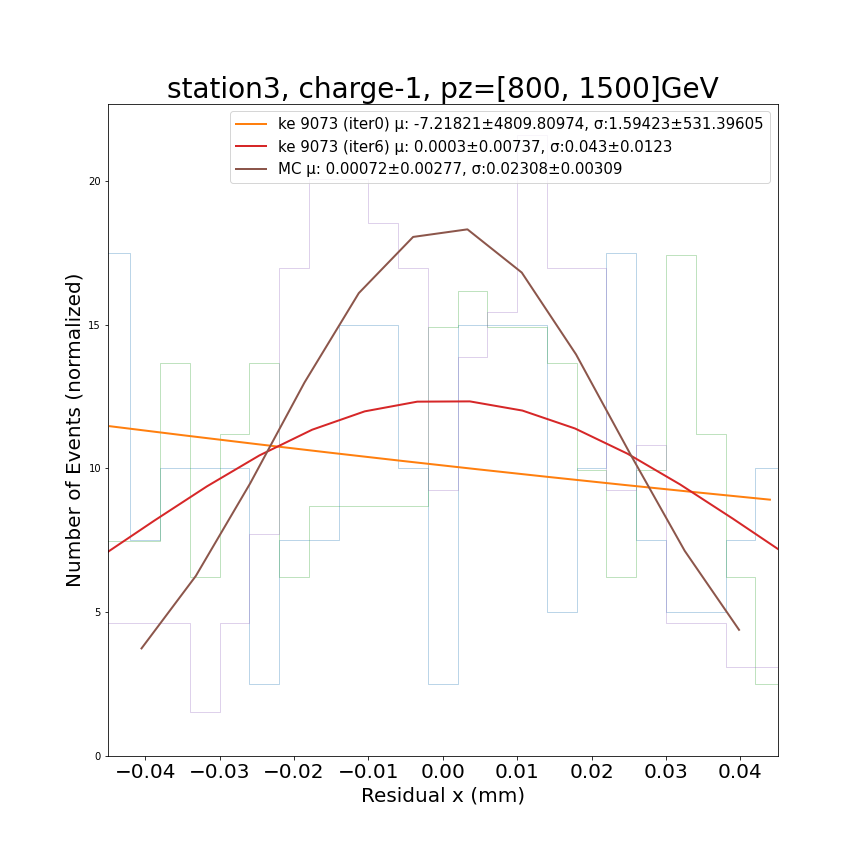 station3, charge-1, pz=[800, 1500]GeV
ke 9073 (iter0) μ: -7.21821±4809.80974, σ:1.59423±531.39605
ke 9073 (iter6) μ: 0.0003±0.00737, σ:0.043±0.0123
MC μ: 0.00072±0.00277, σ:0.02308±0.00309
Number of Events (normalized)
20
15
10
5
0
−0.04 −0.03 −0.02 −0.01 0.00 0.01 0.02 0.03 0.04
Residual x (mm)